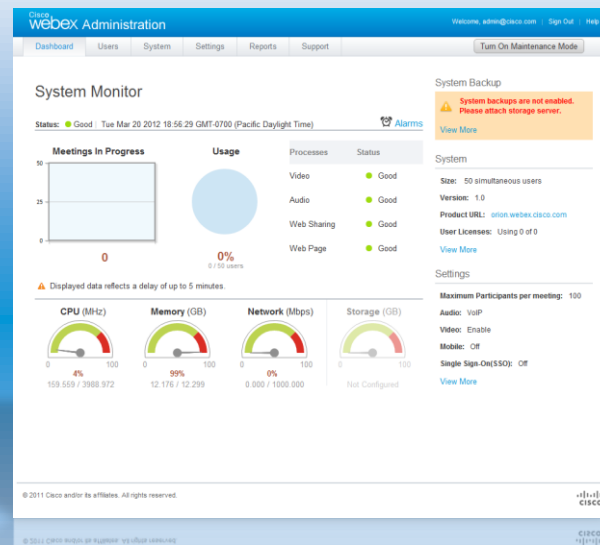 Cisco
webex Administration
Welcome, admin@cisco.com | Sign Out | Help
Dashboard Users System Settings Reports Support
Turn On Maintenance Mode
System Monitor
Status: Good | Tue Mar 20 2012 18:56:29 GMT-0700 (Pacific Daylight Time)
Alarms
Meetings In Progress
50
25
0
0
Usage
0%
0 / 50 users
Processes Status
Video Good
Audio Good
Web Sharing Good
Web Page Good
Displayed data reflects a delay of up to 5 minutes.
CPU (MHz)
0 100
4%
159.559 / 3988.972
Memory (GB)
0 100
99%
12.176 / 12.299
Network (Mbps)
0 100
0%
0.000 / 1000.000
Storage (GB)
0 100
Not Configured
System Backup
System backups are not enabled.
Please attach storage server.
View More
System
Size: 50 simultaneous users
Version: 1.0
Product URL: orion.webex.cisco.com
User Licenses: Using 0 of 0
View More
Settings
Maximum Participants per meeting: 100
Audio: VoIP
Video: Enable
Mobile: Off
Single Sign-On(SSO): Off
View More
© 2011 Cisco and/or its affiliates. All rights reserved.
CISCO